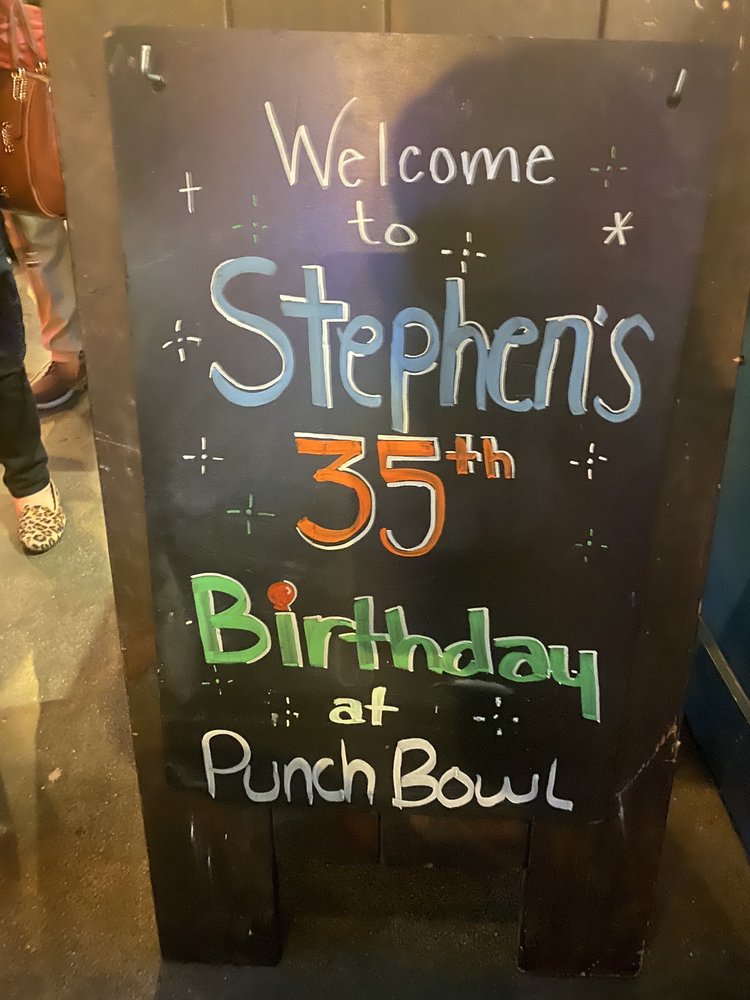 Welcome
to
Stephen's
35th
Birthday
at
Punch Bowl